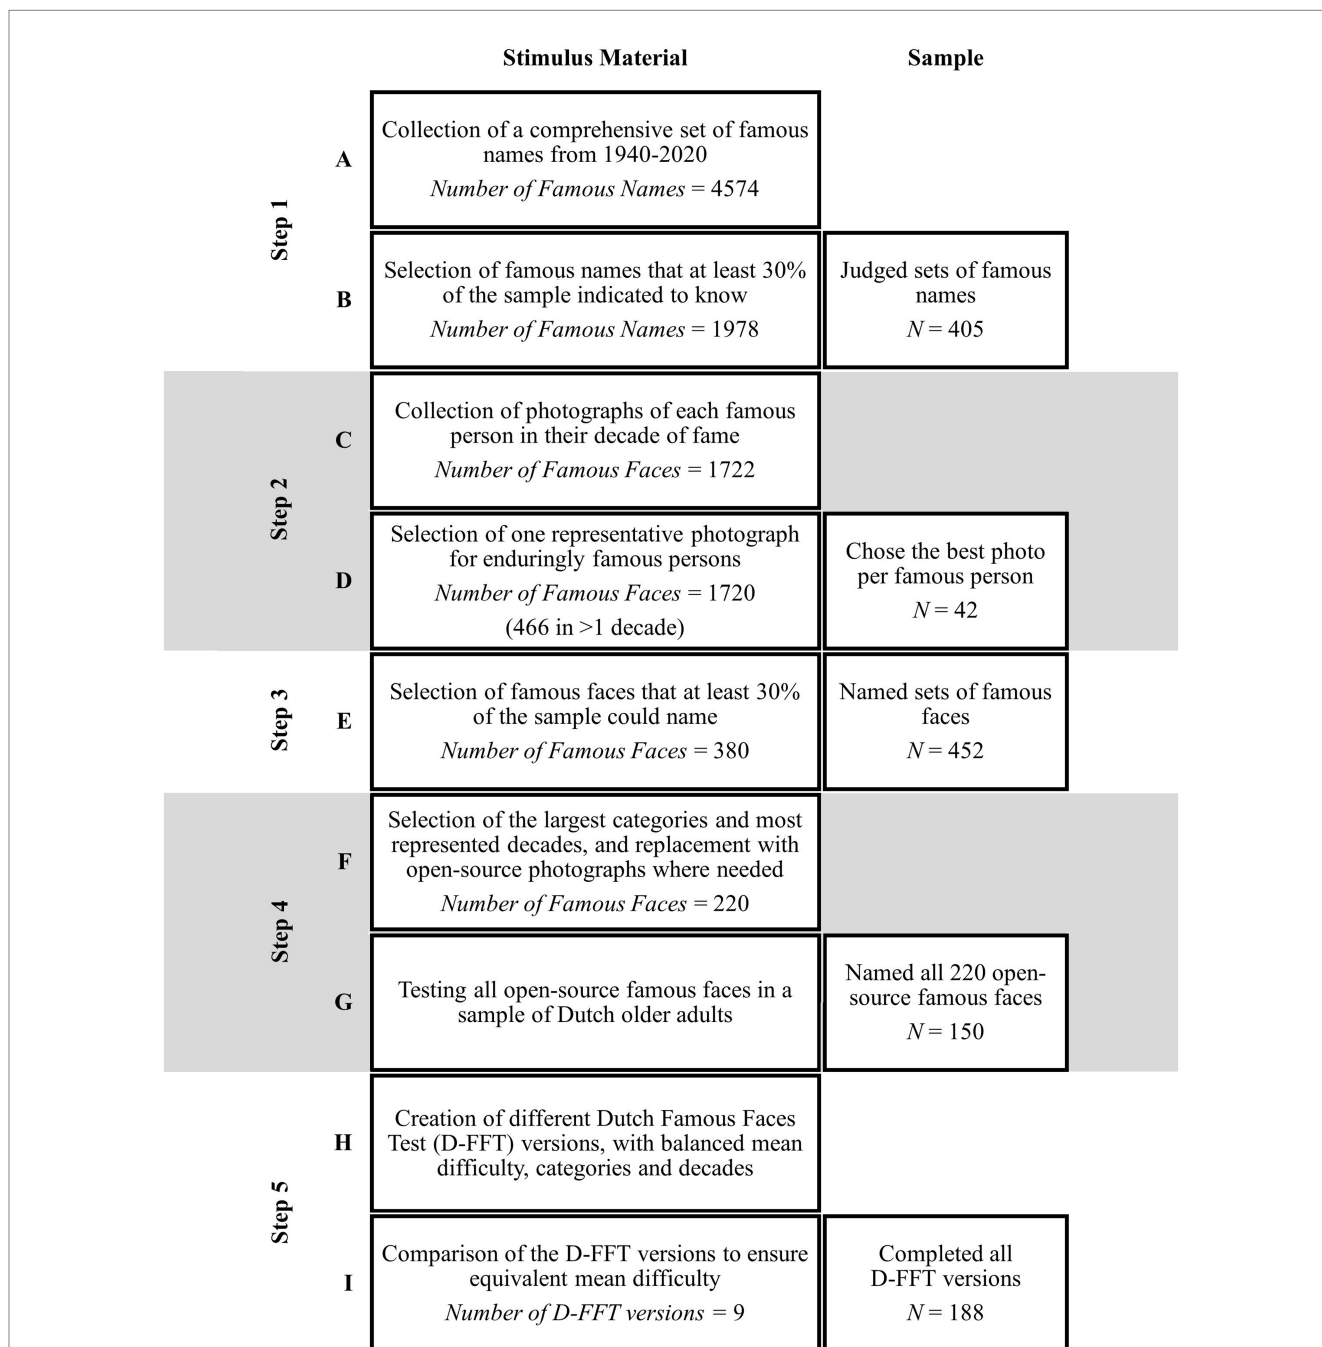 Stimulus Material
Sample
Step 1
A
Collection of a comprehensive set of famous
names from 1940-2020
Number of Famous Names = 4574
B
Selection of famous names that at least 30%
of the sample indicated to know
Number of Famous Names = 1978
Judged sets of famous
names
N = 405
Step 2
C
Collection of photographs of each famous
person in their decade of fame
Number of Famous Faces = 1722
D
Selection of one representative photograph
for enduringly famous persons
Number of Famous Faces = 1720
(466 in >1 decade)
Chose the best photo
per famous person
N = 42
Step 3
E
Selection of famous faces that at least 30%
of the sample could name
Number of Famous Faces = 380
Named sets of famous
faces
N = 452
Step 4
F
Selection of the largest categories and most
represented decades, and replacement with
open-source photographs where needed
Number of Famous Faces = 220
G
Testing all open-source famous faces in a
sample of Dutch older adults
Named all 220 open-
source famous faces
N = 150
Step 5
H
Creation of different Dutch Famous Faces
Test (D-FFT) versions, with balanced mean
difficulty, categories and decades
I
Comparison of the D-FFT versions to ensure
equivalent mean difficulty
Number of D-FFT versions = 9
Completed all
D-FFT versions
N = 188